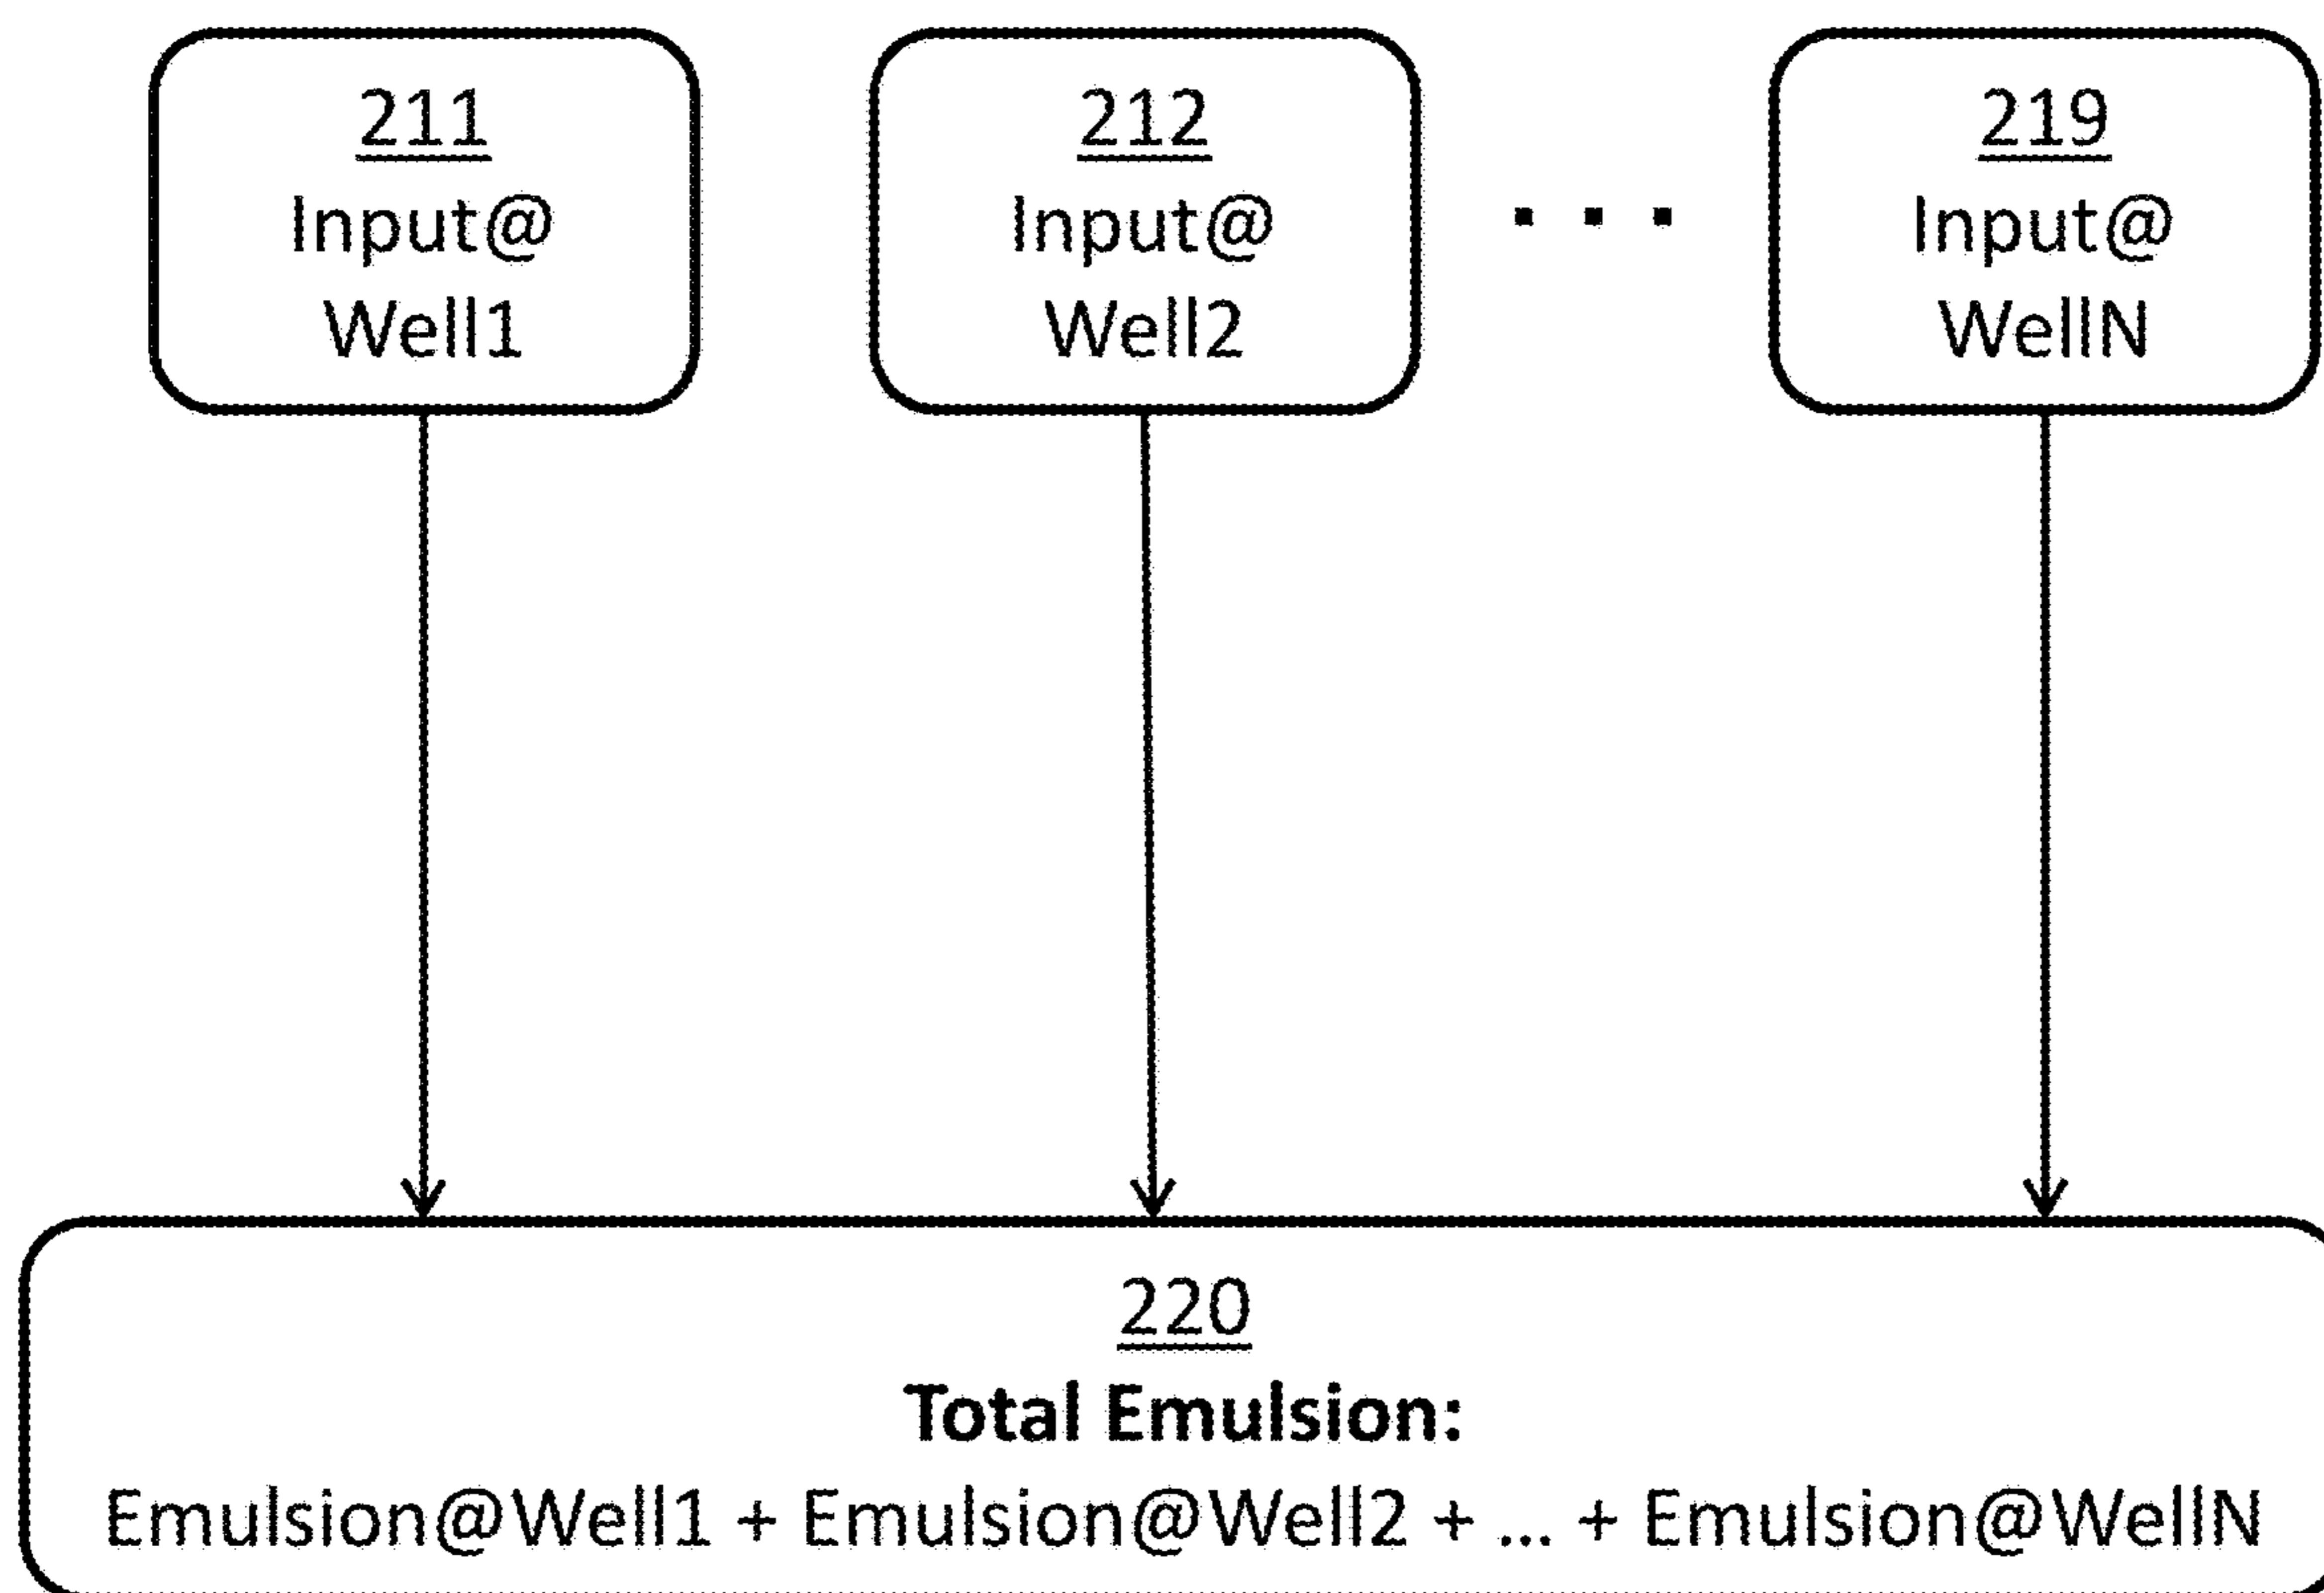 211
Input@
Well1
212
Input@
Well2
. . .
219
Input@
WellN
220
Total Emulsion:
Emulsion@Well1 + Emulsion@Well2 + ... + Emulsion@WellN